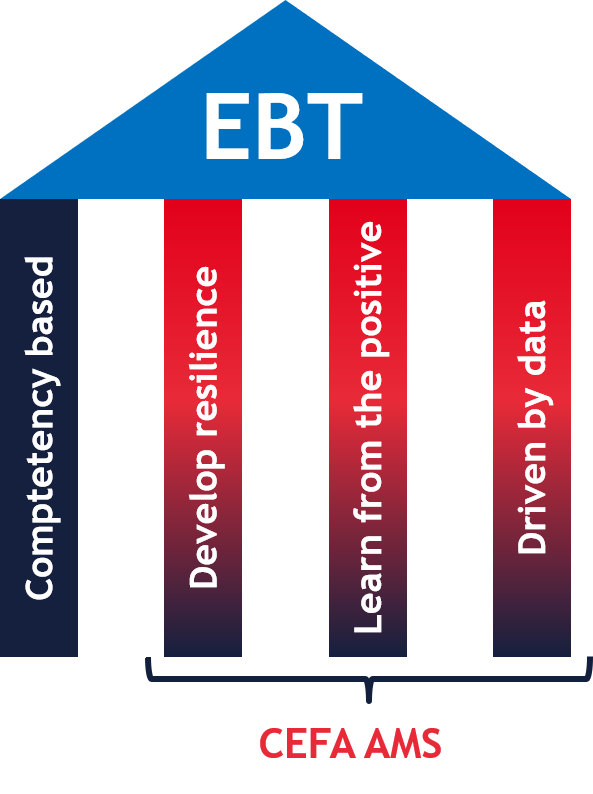 EBT
Comptetency based
Develop resilience
Learn from the positive
Driven by data
CEFA AMS